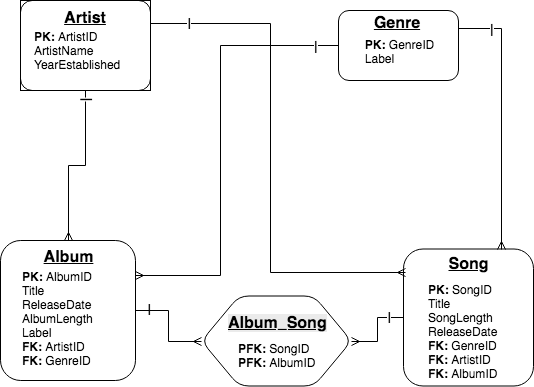 Artist
PK: ArtistID
ArtistName
YearEstablished
Genre
PK: GenreID
Label
Album
PK: AlbumID
Title
ReleaseDate
AlbumLength
Label
FK: ArtistID
FK: GenreID
Album_Song
PFK: SongID
PFK: AlbumID
Song
PK: SongID
Title
SongLength
ReleaseDate
FK: GenreID
FK: ArtistID
FK: AlbumID